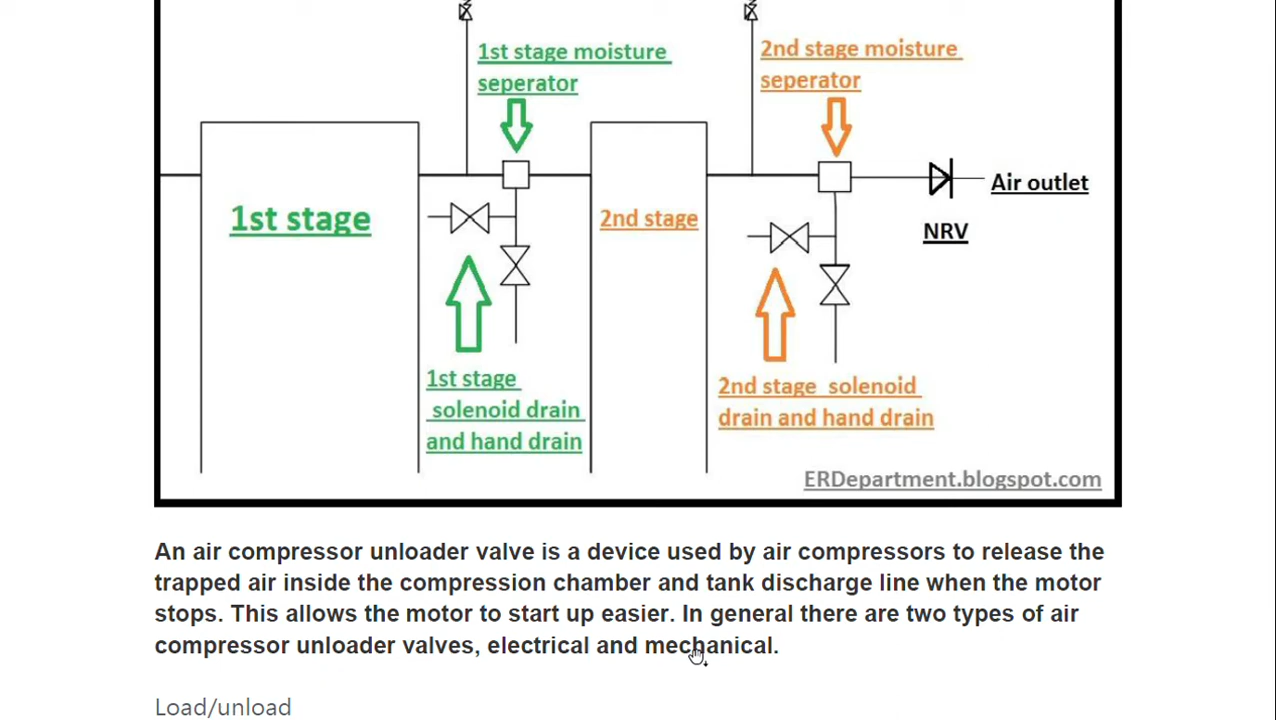 1st stage moisture
seperator
2nd stage moisture
seperator
1st stage
2nd stage
Air outlet
NRV
1st stage
solenoid drain
and hand drain
2nd stage solenoid
drain and hand drain
ERDepartment.blogspot.com
An air compressor unloader valve is a device used by air compressors to release the
trapped air inside the compression chamber and tank discharge line when the motor
stops. This allows the motor to start up easier. In general there are two types of air
compressor unloader valves, electrical and mechanical.
Load/unload